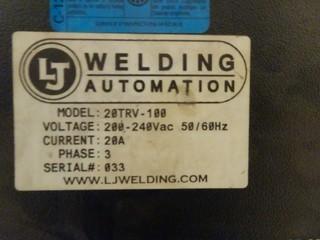 LJ WELDING
AUTOMATION
MODEL: 20TRV-100
VOLTAGE: 200-240Vac 50/60Hz
CURRENT: 20A
PHASE: 3
SERIAL#: 033
WWW.LJWELDING.COM